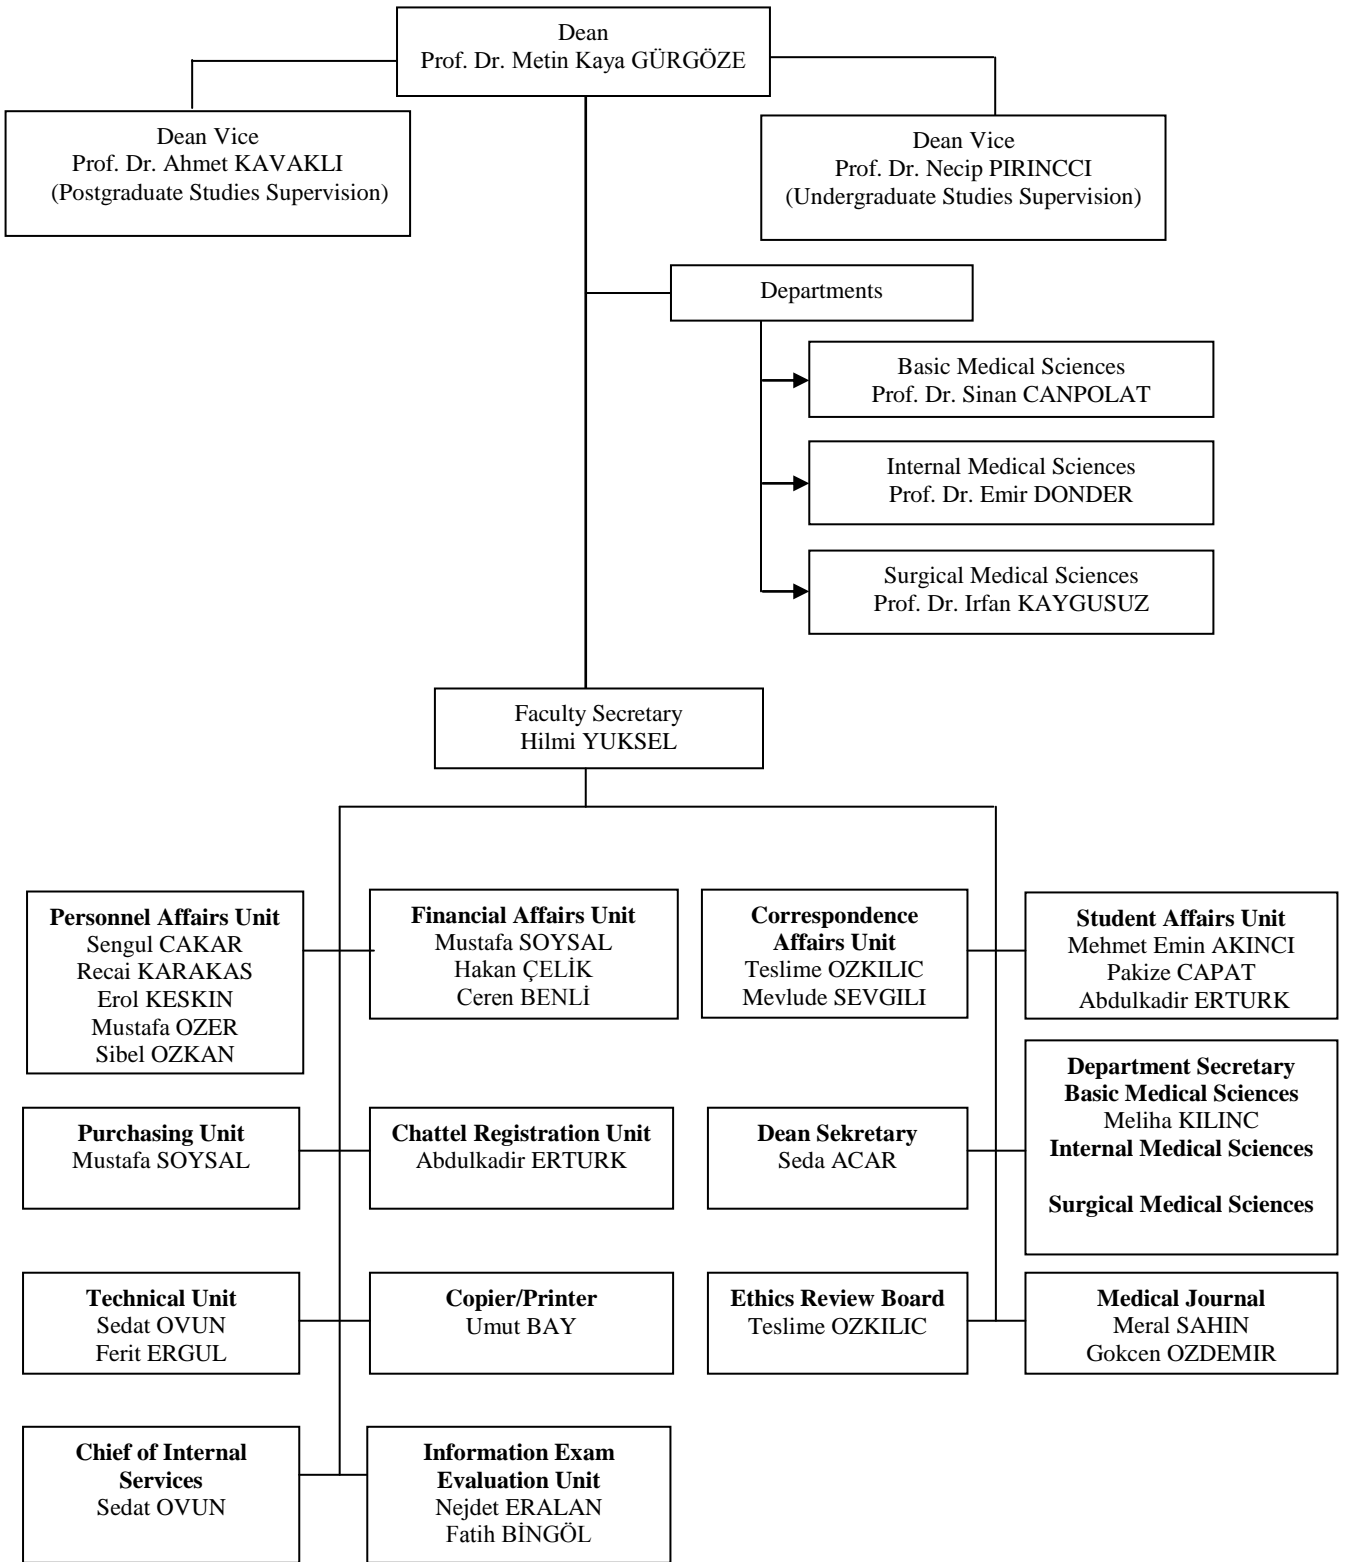 Dean
Prof. Dr. Metin Kaya GÜRGÖZE
Dean Vice
Prof. Dr. Ahmet KAVAKLI
(Postgraduate Studies Supervision)
Dean Vice
Prof. Dr. Necip PIRINCCI
(Undergraduate Studies Supervision)
Departments
Basic Medical Sciences
Prof. Dr. Sinan CANPOLAT
Internal Medical Sciences
Prof. Dr. Emir DONDER
Surgical Medical Sciences
Prof. Dr. Irfan KAYGUSUZ
Faculty Secretary
Hilmi YUKSEL
Personnel Affairs Unit
Sengul CAKAR
Recai KARAKAS
Erol KESKIN
Mustafa OZER
Sibel OZKAN
Financial Affairs Unit
Mustafa SOYSAL
Hakan ÇELİK
Ceren BENLİ
Correspondence
Affairs Unit
Teslime OZKILIC
Mevlude SEVGILI
Student Affairs Unit
Mehmet Emin AKINCI
Pakize CAPAT
Abdulkadir ERTURK
Purchasing Unit
Mustafa SOYSAL
Chattel Registration Unit
Abdulkadir ERTURK
Dean Sekretary
Seda ACAR
Department Secretary
Basic Medical Sciences
Meliha KILINC
Internal Medical Sciences
Surgical Medical Sciences
Technical Unit
Sedat OVUN
Ferit ERGUL
Copier/Printer
Umut BAY
Ethics Review Board
Teslime OZKILIC
Medical Journal
Meral SAHIN
Gokcen OZDEMIR
Chief of Internal
Services
Sedat OVUN
Information Exam
Evaluation Unit
Nejdet ERALAN
Fatih BİNGÖL